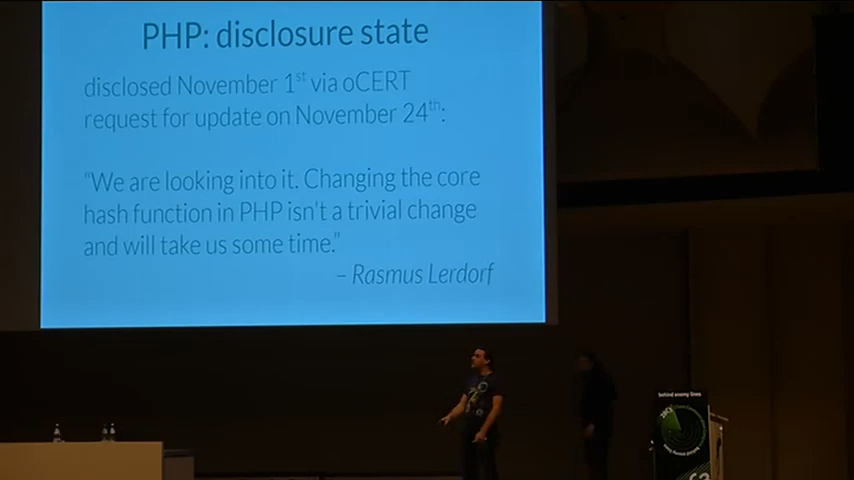 PHP: disclosure state
disclosed November 1st via oCERT
request for update on November 24th:
“We are looking into it. Changing the core
hash function in PHP isn't a trivial change
and will take us some time.”
– Rasmus Lerdorf
behind enemy lines
28C3